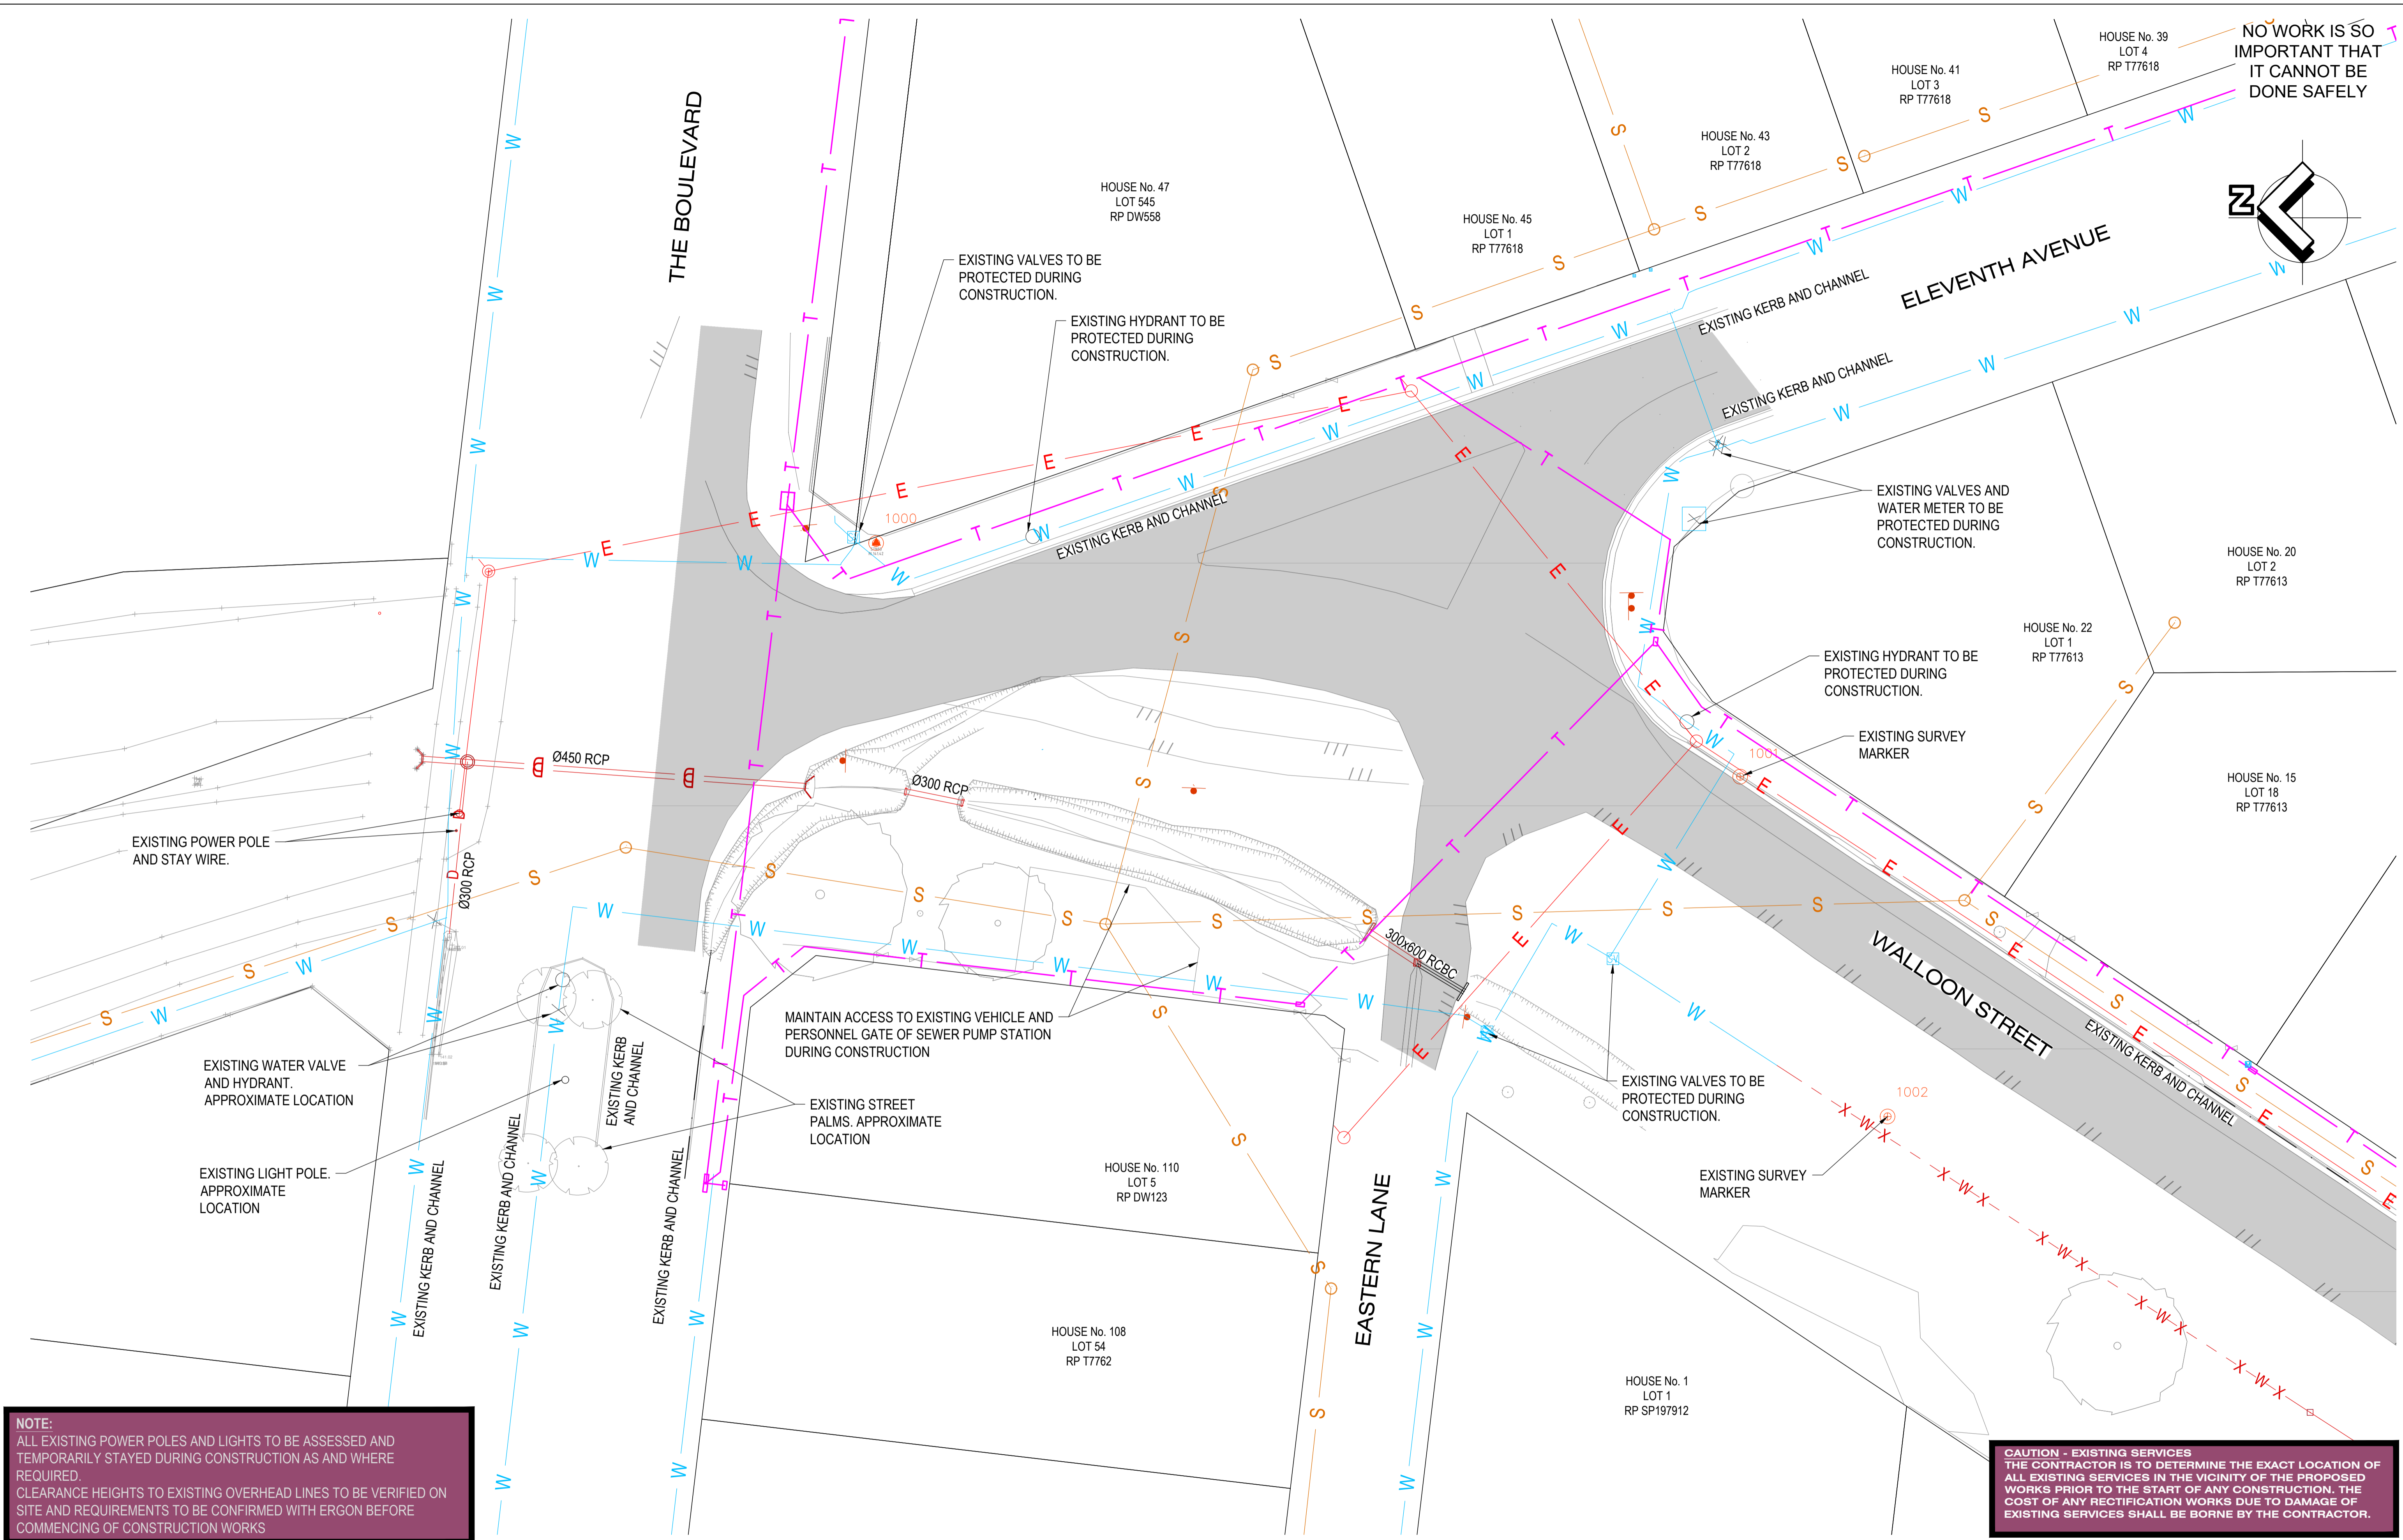 NO WORK IS SO
IMPORTANT THAT
IT CANNOT BE
DONE SAFELY
N
HOUSE No. 39
LOT 4
RP T77618
HOUSE No. 41
LOT 3
RP T77618
HOUSE No. 43
LOT 2
RP T77618
HOUSE No. 45
LOT 1
RP T77618
HOUSE No. 47
LOT 545
RP DW558
THE BOULEVARD
ELEVENTH AVENUE
EXISTING VALVES TO BE
PROTECTED DURING
CONSTRUCTION.
EXISTING HYDRANT TO BE
PROTECTED DURING
CONSTRUCTION.
EXISTING KERB AND CHANNEL
EXISTING KERB AND CHANNEL
EXISTING KERB AND CHANNEL
1000
EXISTING VALVES AND
WATER METER TO BE
PROTECTED DURING
CONSTRUCTION.
HOUSE No. 20
LOT 2
RP T77613
HOUSE No. 22
LOT 1
RP T77613
EXISTING HYDRANT TO BE
PROTECTED DURING
CONSTRUCTION.
EXISTING SURVEY
MARKER
1001
HOUSE No. 15
LOT 18
RP T77613
Ø450 RCP
Ø300 RCP
Ø300 RCP
EXISTING POWER POLE
AND STAY WIRE.
300x600 RCBC
WALLOON STREET
EXISTING KERB AND CHANNEL
MAINTAIN ACCESS TO EXISTING VEHICLE AND
PERSONNEL GATE OF SEWER PUMP STATION
DURING CONSTRUCTION
EXISTING WATER VALVE
AND HYDRANT.
APPROXIMATE LOCATION
EXISTING KERB
AND CHANNEL
EXISTING STREET
PALMS. APPROXIMATE
LOCATION
EXISTING VALVES TO BE
PROTECTED DURING
CONSTRUCTION.
1002
EXISTING SURVEY
MARKER
EXISTING LIGHT POLE.
APPROXIMATE
LOCATION
EXISTING KERB AND CHANNEL
EXISTING KERB AND CHANNEL
EXISTING KERB AND CHANNEL
HOUSE No. 110
LOT 5
RP DW123
EASTERN LANE
HOUSE No. 108
LOT 54
RP T7762
HOUSE No. 1
LOT 1
RP SP197912
NOTE:
ALL EXISTING POWER POLES AND LIGHTS TO BE ASSESSED AND
TEMPORARILY STAYED DURING CONSTRUCTION AS AND WHERE
REQUIRED.
CLEARANCE HEIGHTS TO EXISTING OVERHEAD LINES TO BE VERIFIED ON
SITE AND REQUIREMENTS TO BE CONFIRMED WITH ERGON BEFORE
COMMENCING OF CONSTRUCTION WORKS
CAUTION - EXISTING SERVICES
THE CONTRACTOR IS TO DETERMINE THE EXACT LOCATION OF
ALL EXISTING SERVICES IN THE VICINITY OF THE PROPOSED
WORKS PRIOR TO THE START OF ANY CONSTRUCTION. THE
COST OF ANY RECTIFICATION WORKS DUE TO DAMAGE OF
EXISTING SERVICES SHALL BE BORNE BY THE CONTRACTOR.